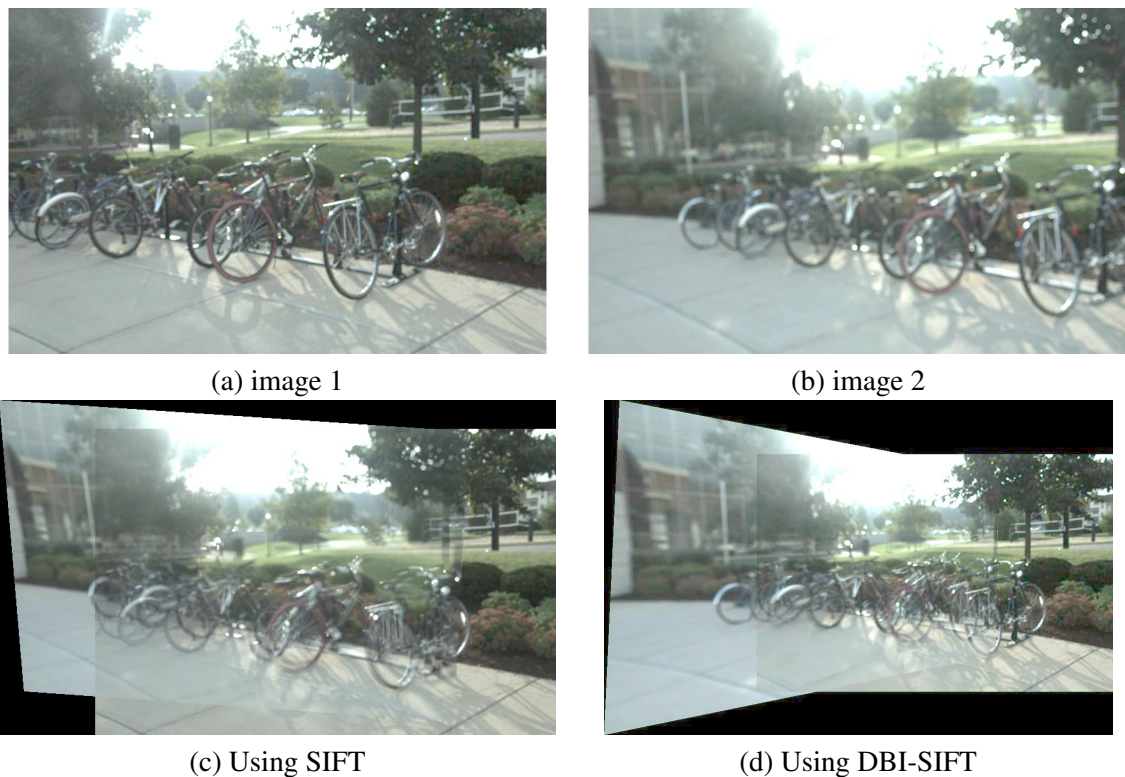 (a) image 1
(b) image 2
(c) Using SIFT
(d) Using DBI-SIFT